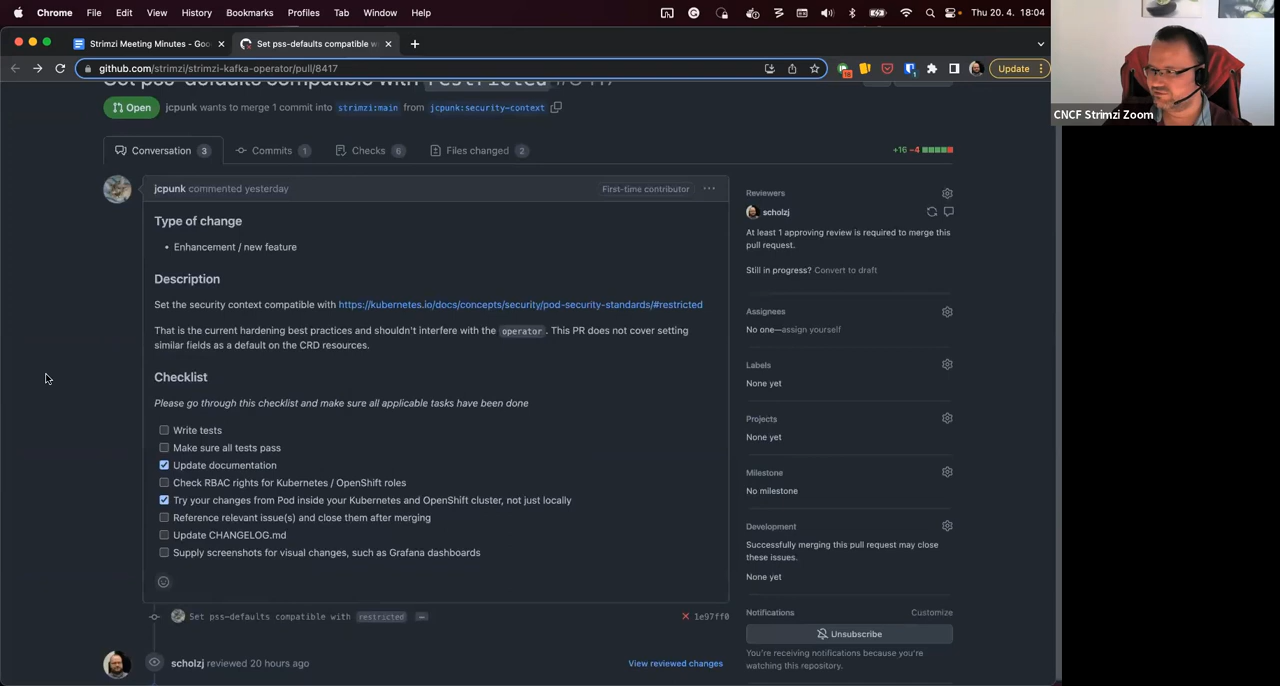 Chrome File Edit View History Bookmarks Profiles Tab Window Help Thu 20. 4. 18:04
Strimzi Meeting Minutes - Goo
Set pss-defaults compatible w
github.com/strimzi/strimzi-kafka-operator/pull/8417
18
Update
CNCF Strimzi Zoom
Set pss-defaults compatible with restricted #8417
Open jcpunk wants to merge 1 commit into strimzi:main from jcpunk:security-context
Conversation 3 Commits 1 Checks 6 Files changed 2 +16 −4
jcpunk commented yesterday First-time contributor
Type of change
• Enhancement / new feature
Description
Set the security context compatible with https://kubernetes.io/docs/concepts/security/pod-security-standards/#restricted
That is the current hardening best practices and shouldn't interfere with the operator. This PR does not cover setting
similar fields as a default on the CRD resources.
Checklist
Please go through this checklist and make sure all applicable tasks have been done
Write tests
Make sure all tests pass
Update documentation
Check RBAC rights for Kubernetes / OpenShift roles
Try your changes from Pod inside your Kubernetes and OpenShift cluster, not just locally
Reference relevant issue(s) and close them after merging
Update CHANGELOG.md
Supply screenshots for visual changes, such as Grafana dashboards
Set pss-defaults compatible with restricted 1e97ff0
scholzj reviewed 20 hours ago View reviewed changes
Reviewers
scholzj
At least 1 approving review is required to merge this
pull request.
Still in progress? Convert to draft
Assignees
No one—assign yourself
Labels
None yet
Projects
None yet
Milestone
No milestone
Development
Successfully merging this pull request may close
these issues.
None yet
Notifications Customize
Unsubscribe
You're receiving notifications because you're
watching this repository.